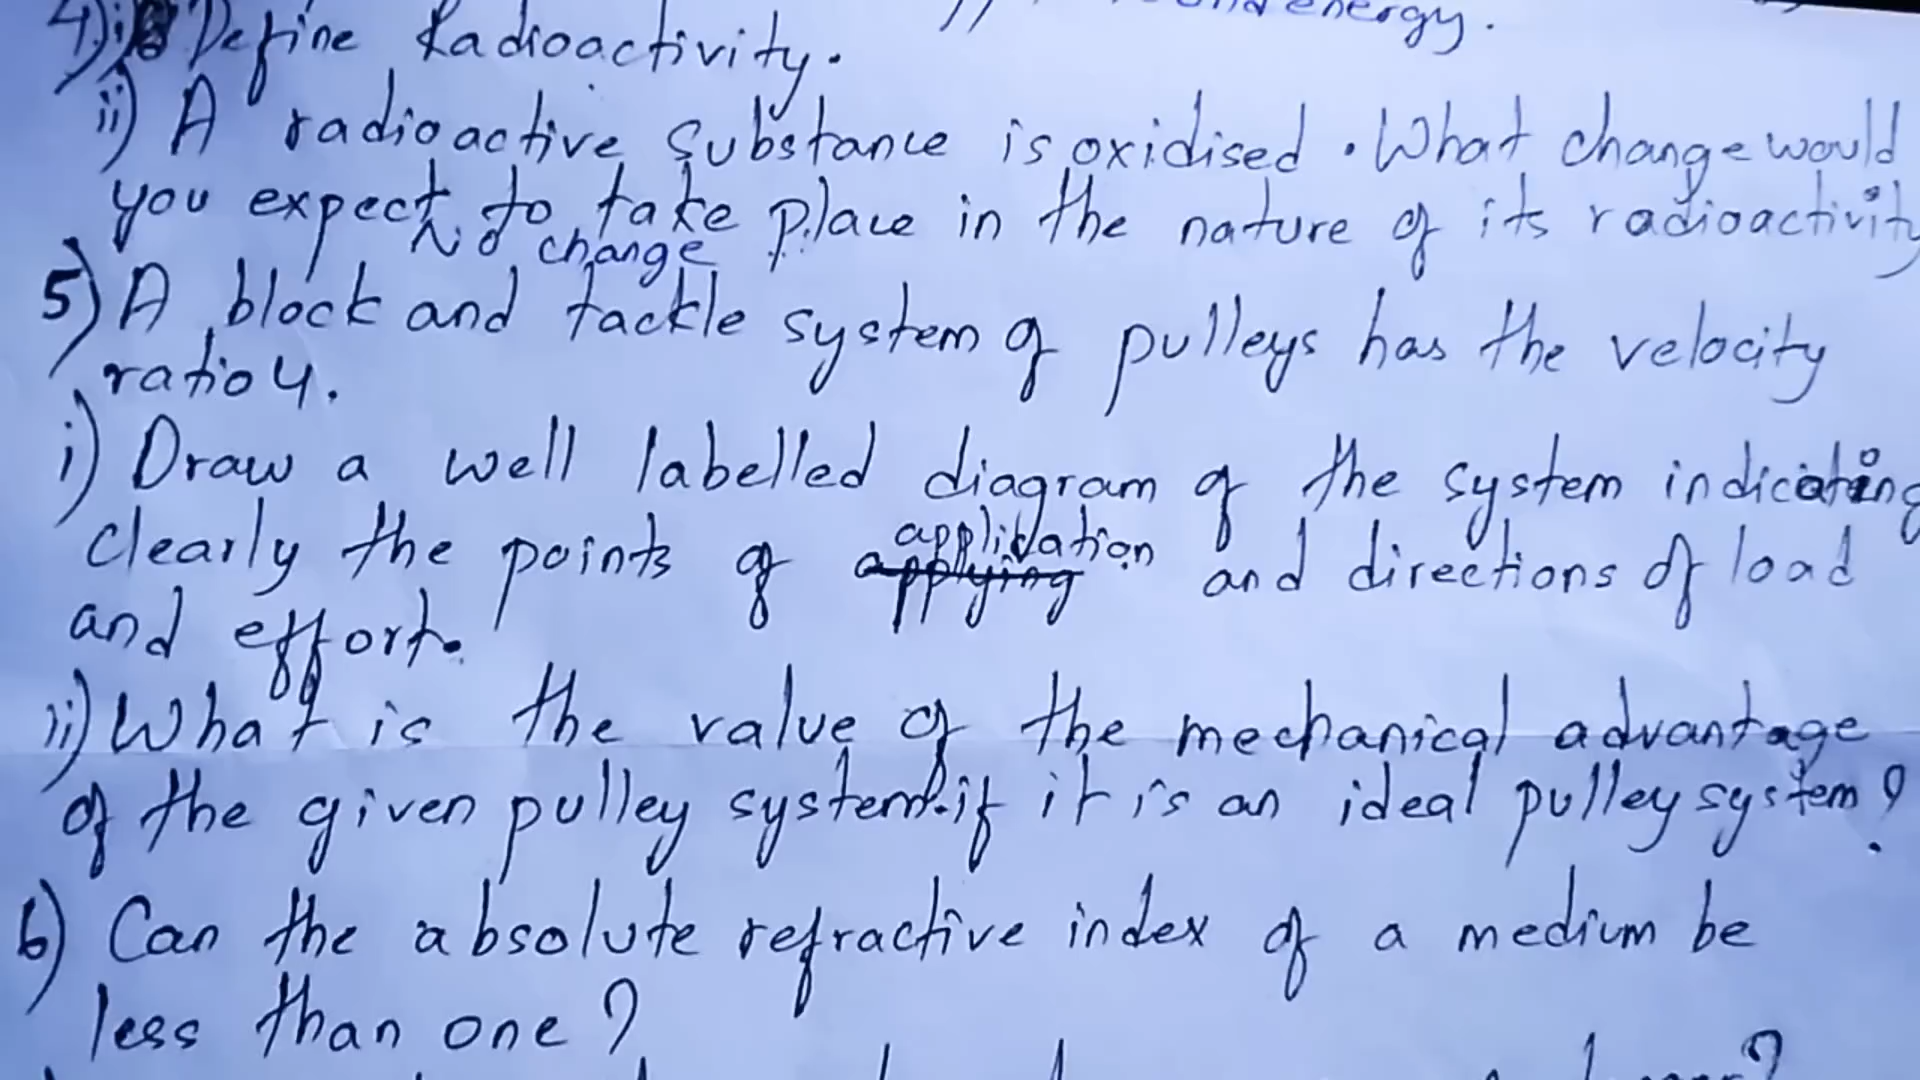 energy.
4) i) Define Radioactivity.
ii) A radioactive substance is oxidised. What change would
you expect to take place in the nature of its radioactivity
No change
5) A block and tackle system of pulleys has the velocity
ratio 4.
i) Draw a well labelled diagram of the system indicating
clearly the points of applying application and directions of load
and effort.
ii) What is the value of the mechanical advantage
of the given pulley system. if it is an ideal pulley system?
6) Can the absolute refractive index of a medium be
less than one?